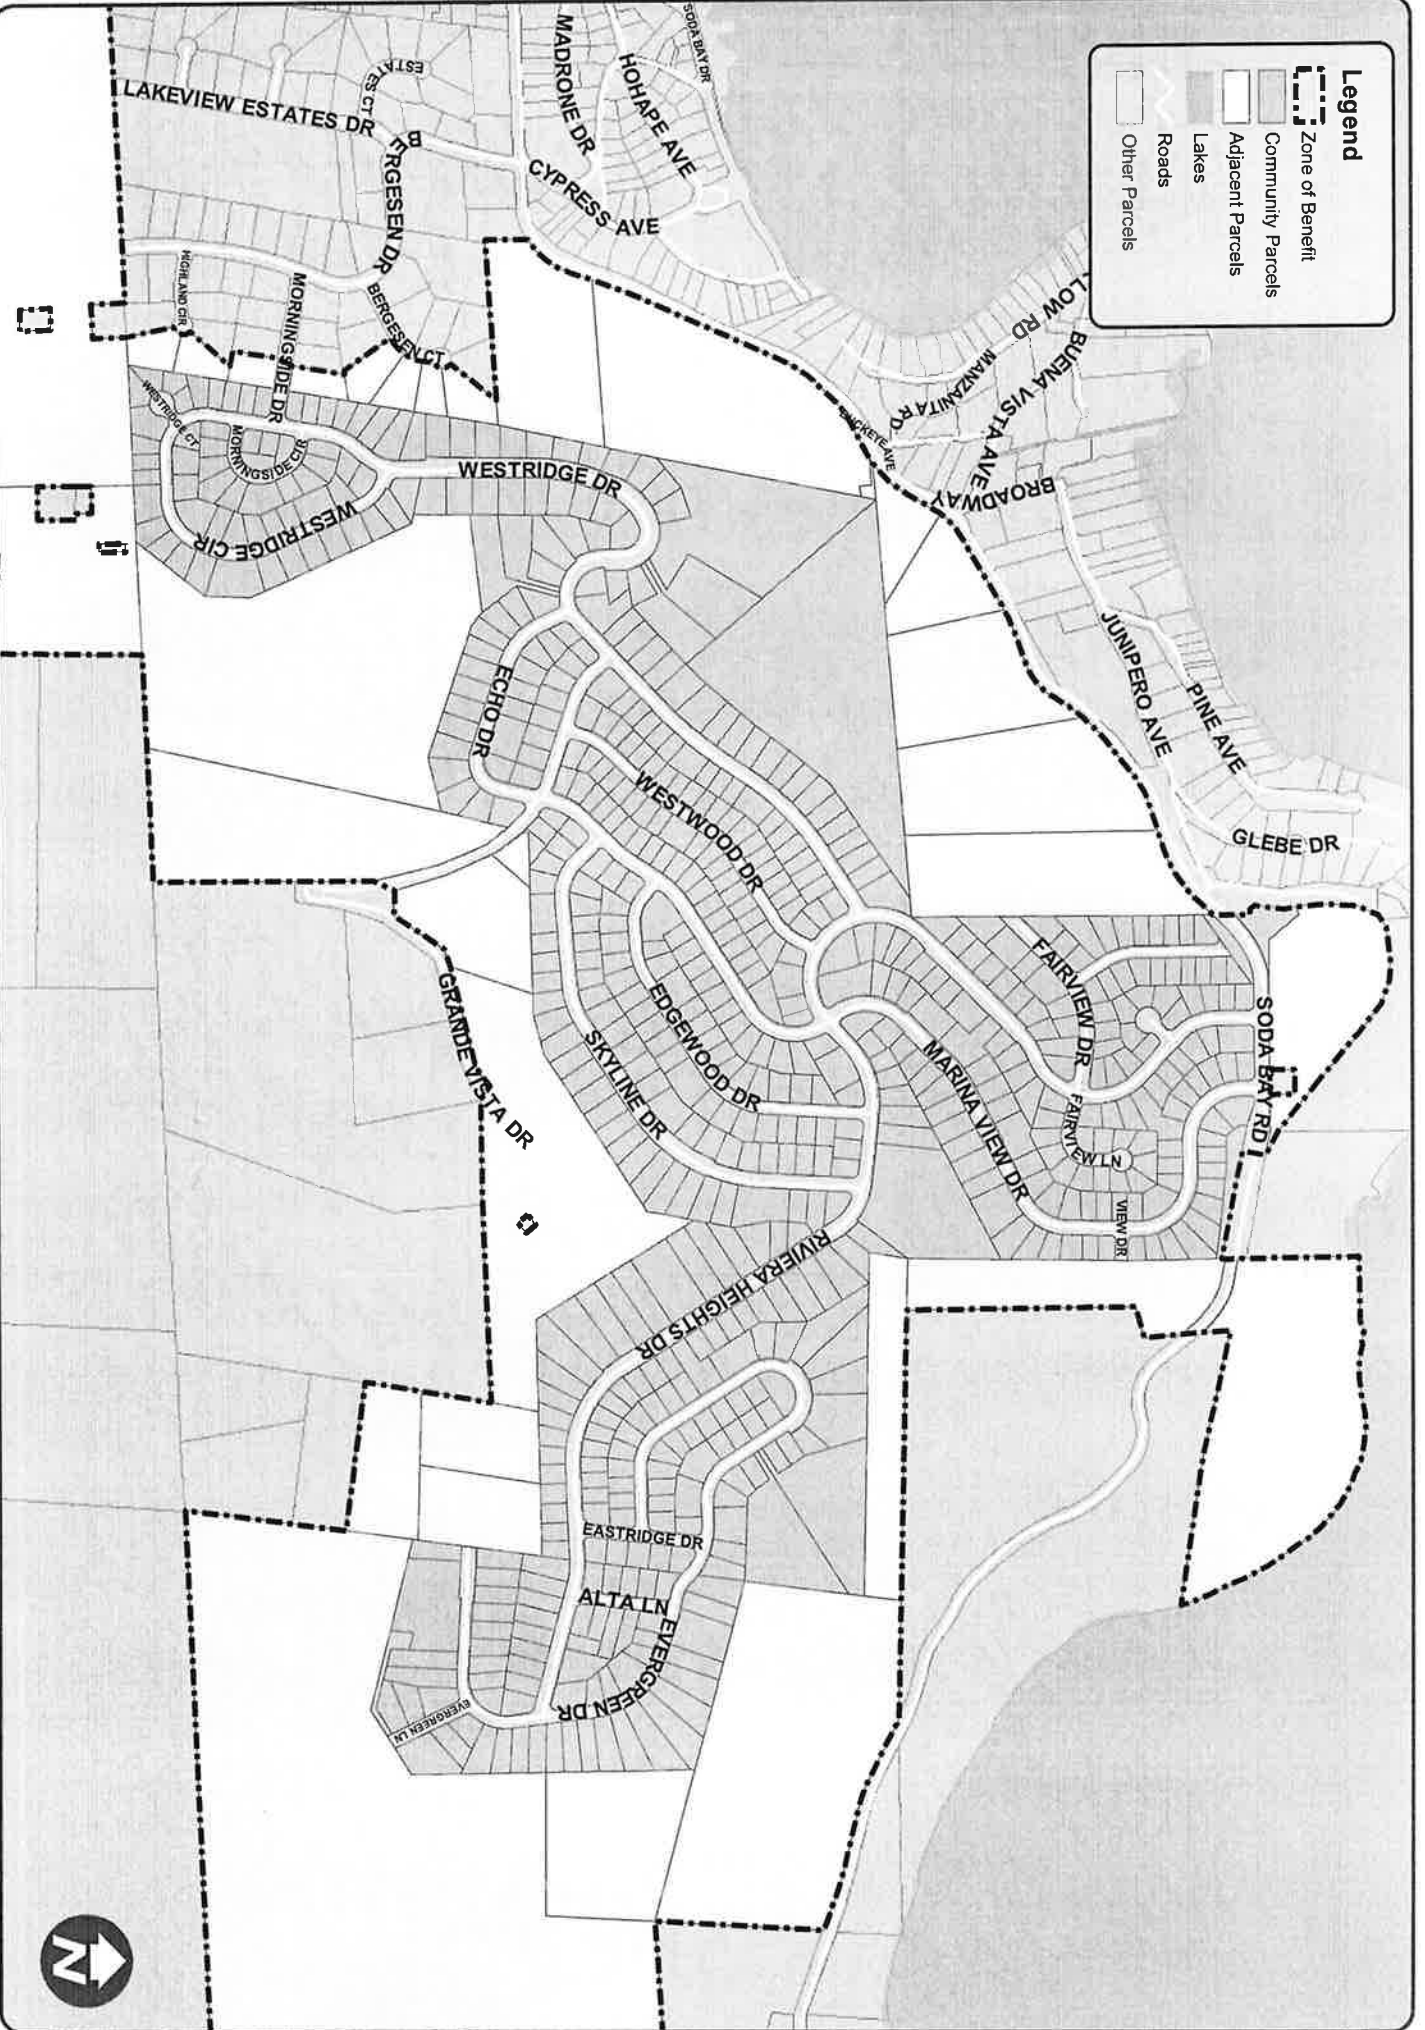 Legend
Zone of Benefit
Community Parcels
Adjacent Parcels
Lakes
Roads
Other Parcels
SODA BAY DR
MADRONE DR
HOHAPE AVE
ESTATES CT
LAKEVIEW ESTATES DR
BERGESEN DR
CYPRESS AVE
HIGHLAND CIR
MORNINGSIDE DR
BERGESEN CT
LOW RD
BUENA VISTA AVE
MANZANITA RD
BUCKEYE AVE
BROADWAY
WESTRIDGE CT
MORNINGSIDE CIR
WESTRIDGE DR
WESTRIDGE CIR
JUNIPERO AVE
PINE AVE
GLEBE DR
ECHO DR
WESTWOOD DR
FAIRVIEW DR
SODA BAY RD
EDGEWOOD DR
SKYLINE DR
GRANDE VISTA DR
MARINA VIEW DR
FAIRVIEW LN
VIEW DR
RIVIERA HEIGHTS DR
EASTRIDGE DR
ALTA LN
EVERGREEN DR
EVERGREEN LN
N